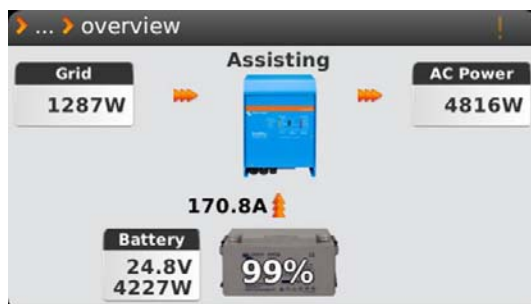 ... overview
!
Assisting
Grid
1287W
AC Power
4816W
170.8A
Battery
24.8V
4227W
99%